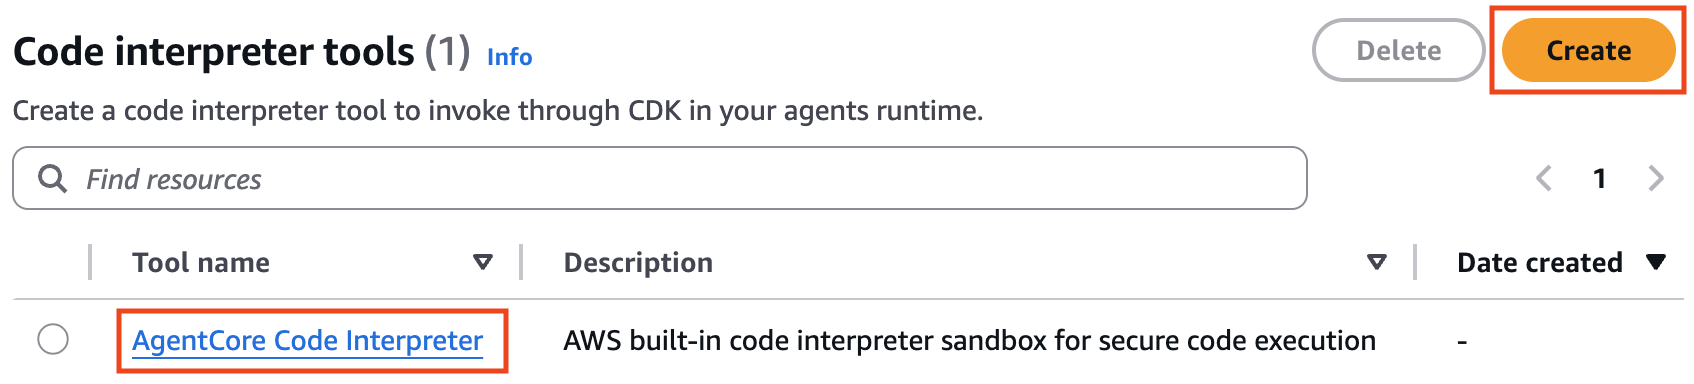 Code interpreter tools (1) Info
Delete
Create
Create a code interpreter tool to invoke through CDK in your agents runtime.
Find resources
1
Tool name
Description
Date created
AgentCore Code Interpreter
AWS built-in code interpreter sandbox for secure code execution
-